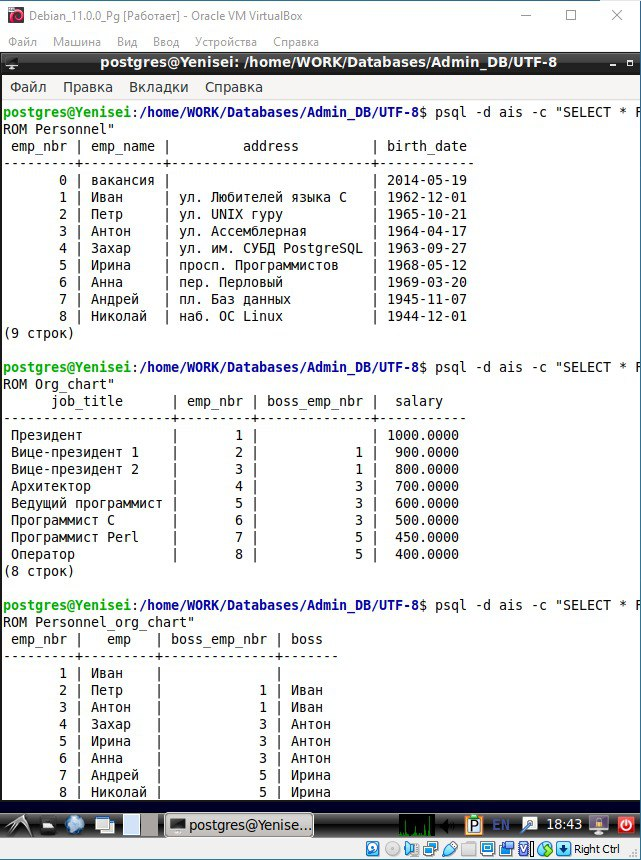 Debian_11.0.0_Pg [Работает] - Oracle VM VirtualBox
Файл Машина Вид Ввод Устройства Справка
postgres@Yenisei: /home/WORK/Databases/Admin_DB/UTF-8
Файл Правка Вкладки Справка
postgres@Yenisei:/home/WORK/Databases/Admin_DB/UTF-8$ psql -d ais -c "SELECT * F
ROM Personnel"
emp_nbr | emp_name | address | birth_date
---------+----------+--------------------------+------------
0 | вакансия | | 2014-05-19
1 | Иван | ул. Любителей языка C | 1962-12-01
2 | Петр | ул. UNIX гуру | 1965-10-21
3 | Антон | ул. Ассемблерная | 1964-04-17
4 | Захар | ул. им. СУБД PostgreSQL | 1963-09-27
5 | Ирина | просп. Программистов | 1968-05-12
6 | Анна | пер. Перловый | 1969-03-20
7 | Андрей | пл. Баз данных | 1945-11-07
8 | Николай | наб. ОС Linux | 1944-12-01
(9 строк)
postgres@Yenisei:/home/WORK/Databases/Admin_DB/UTF-8$ psql -d ais -c "SELECT * F
ROM Org_chart"
job_title | emp_nbr | boss_emp_nbr | salary
---------------------+---------+--------------+-----------
Президент | 1 | | 1000.0000
Вице-президент 1 | 2 | 1 | 900.0000
Вице-президент 2 | 3 | 1 | 800.0000
Архитектор | 4 | 3 | 700.0000
Ведущий программист | 5 | 3 | 600.0000
Программист C | 6 | 3 | 500.0000
Программист Perl | 7 | 5 | 450.0000
Оператор | 8 | 5 | 400.0000
(8 строк)
postgres@Yenisei:/home/WORK/Databases/Admin_DB/UTF-8$ psql -d ais -c "SELECT * F
ROM Personnel_org_chart"
emp_nbr | emp | boss_emp_nbr | boss
---------+---------+--------------+-------
1 | Иван | |
2 | Петр | 1 | Иван
3 | Антон | 1 | Иван
4 | Захар | 3 | Антон
5 | Ирина | 3 | Антон
6 | Анна | 3 | Антон
7 | Андрей | 5 | Ирина
8 | Николай | 5 | Ирина
postgres@Yenise... P EN 18:43
Right Ctrl